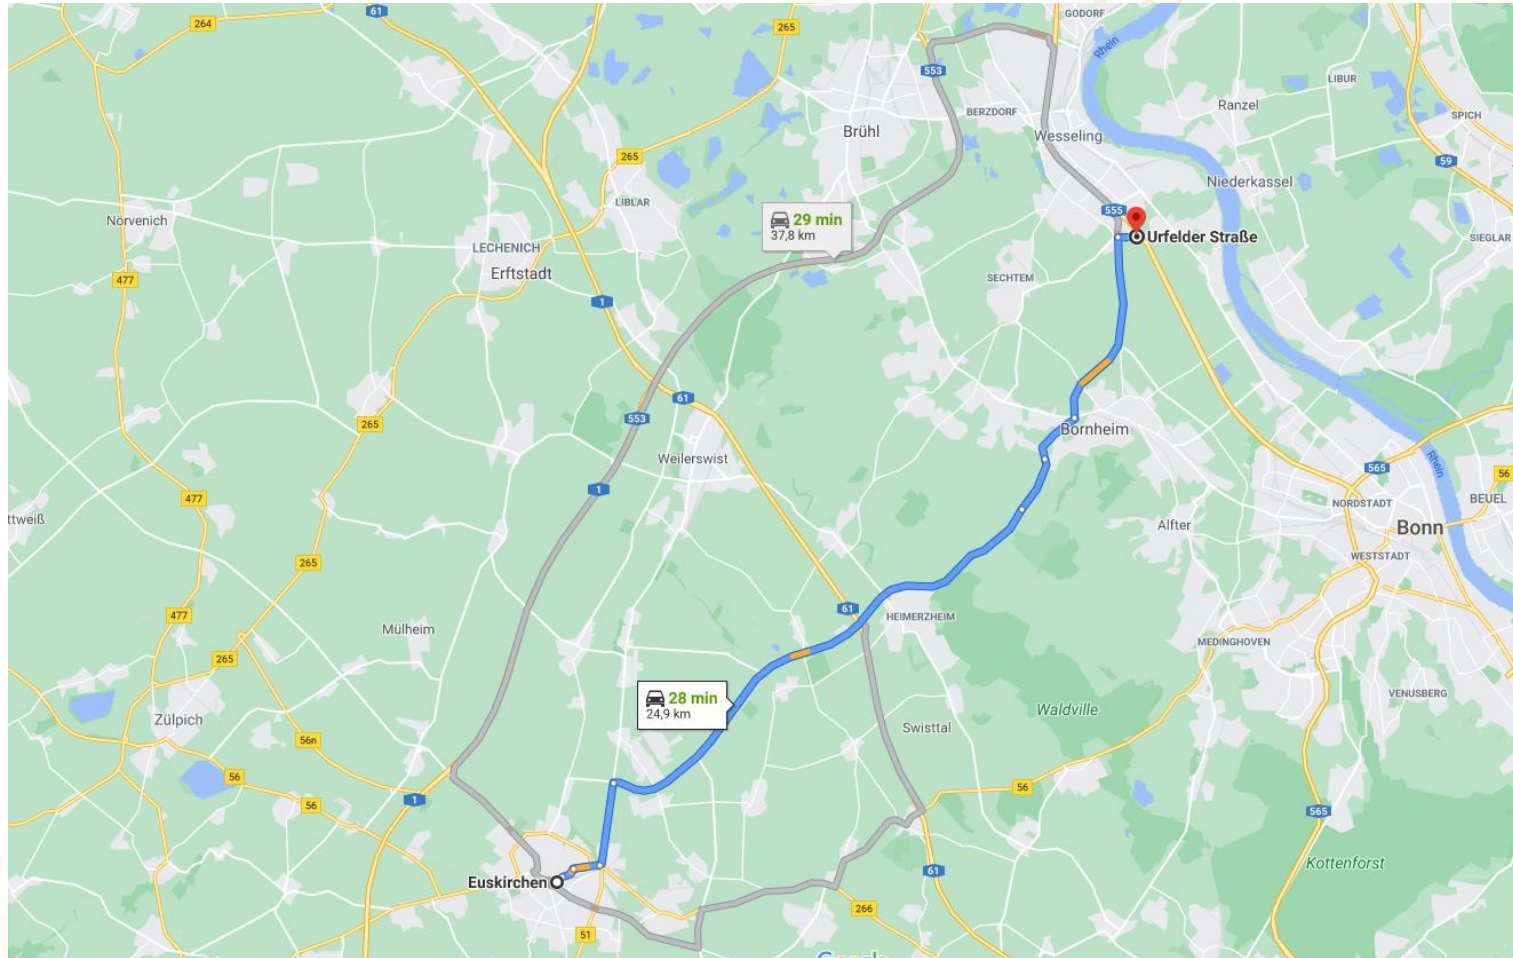 61
264
265
GODORF
Rhein
553
LIBUR
BERZDORF
Ranzel
SPICH
Brühl
Wesseling
265
59
Niederkassel
LIBLAR
Nörvenich
29 min
37,8 km
555
Urfelder Straße
SIEGLAR
LECHENICH
Erftstadt
477
SECHTEM
1
61
553
265
Bornheim
Weilerswist
565
Rhein
56
1
477
NORDSTADT
BEUEL
ttweiß
Alfter
Bonn
WESTSTADT
265
61
477
HEIMERZHEIM
Mülheim
MEDINGHOVEN
265
28 min
24,9 km
VENUSBERG
Waldville
Zülpich
Swisttal
56n
56
56
1
56
565
Kottenforst
61
Euskirchen
266
51